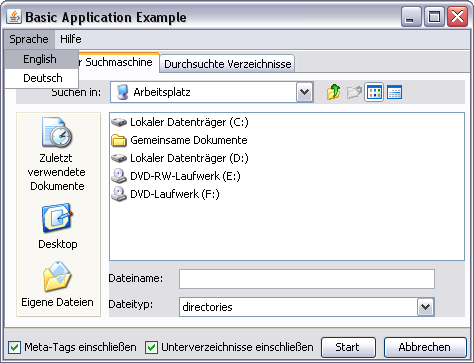 Basic Application Example
Sprache Hilfe
English
Deutsch
r Suchmaschine Durchsuchte Verzeichnisse
Suchen in: Arbeitsplatz
Lokaler Datenträger (C:)
Gemeinsame Dokumente
Lokaler Datenträger (D:)
DVD-RW-Laufwerk (E:)
DVD-Laufwerk (F:)
Zuletzt
verwendete
Dokumente
Desktop
Eigene Dateien
Dateiname:
Dateityp: directories
Meta-Tags einschließen Unterverzeichnisse einschließen Start Abbrechen